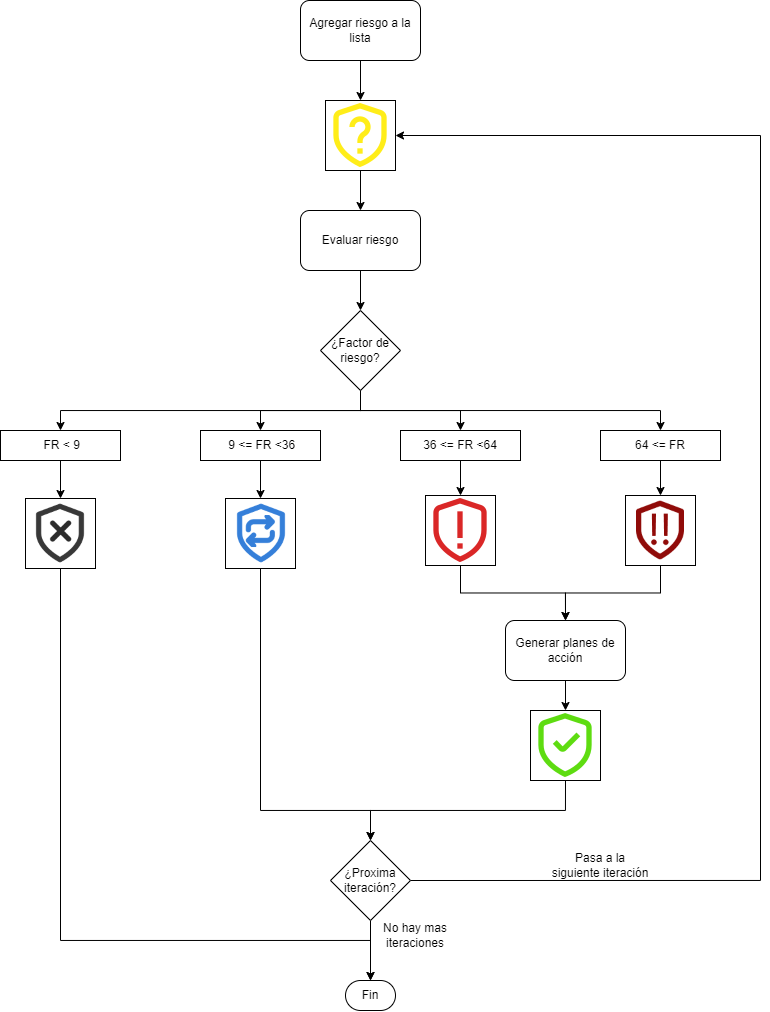 Agregar riesgo a la
lista
?
Evaluar riesgo
¿Factor de
riesgo?
FR < 9
9 <= FR <36
36 <= FR <64
64 <= FR
!
!!
Generar planes de
acción
¿Proxima
iteración?
Pasa a la
siguiente iteración
No hay mas
iteraciones
Fin